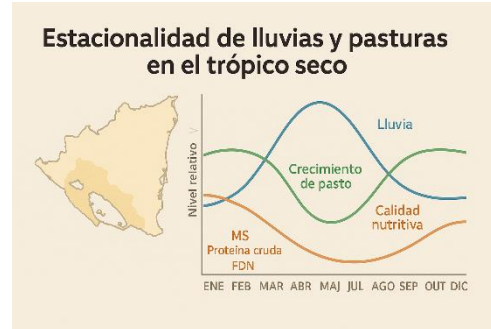 Estacionalidad de lluvias y pasturas
en el trópico seco
Nivel relativo
Lluvia
Crecimiento
de pasto
Calidad
nutritiva
MS
Proteína cruda
FDN
ENE FEB MAR ABR MAJ JUL AGO SEP OUT DIC